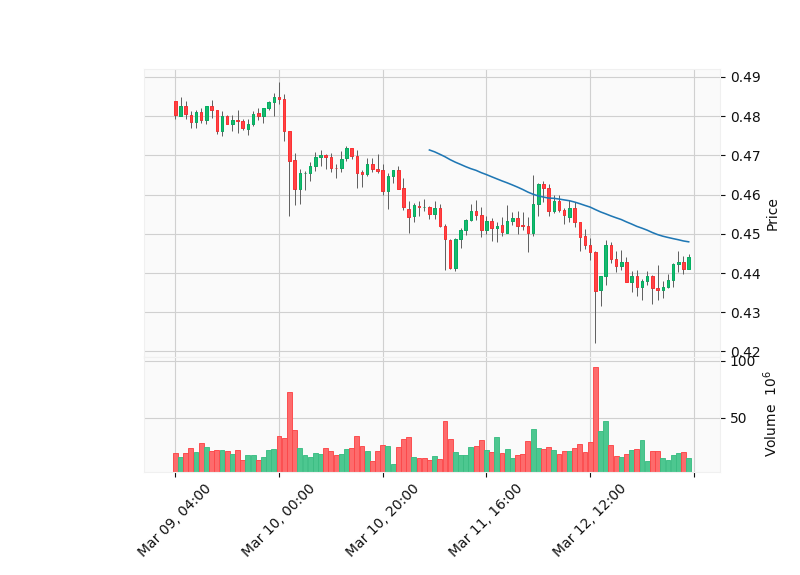 0.49
0.48
0.47
0.46
0.45
0.44
0.43
0.42
Price
100
50
Volume 10^6
Mar 09, 04:00
Mar 10, 00:00
Mar 10, 20:00
Mar 11, 16:00
Mar 12, 12:00